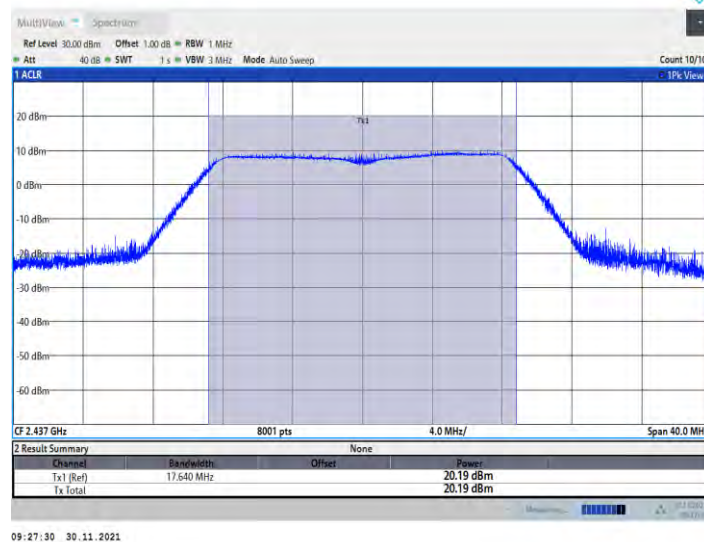 MultiView Spectrum
Ref Level 30.00 dBm Offset 1.00 dB RBW 1 MHz
Att 40 dB SWT 1 s VBW 3 MHz Mode Auto Sweep Count 10/10
1 ACLR 1Pk View
Tx1
20 dBm
10 dBm
0 dBm
-10 dBm
-20 dBm
-30 dBm
-40 dBm
-50 dBm
-60 dBm
CF 2.437 GHz 8001 pts 4.0 MHz/ Span 40.0 MH
2 Result Summary None
Channel Bandwidth Offset Power
Tx1 (Ref) 17.640 MHz 20.19 dBm
Tx Total 20.19 dBm
09:27:30 30.11.2021